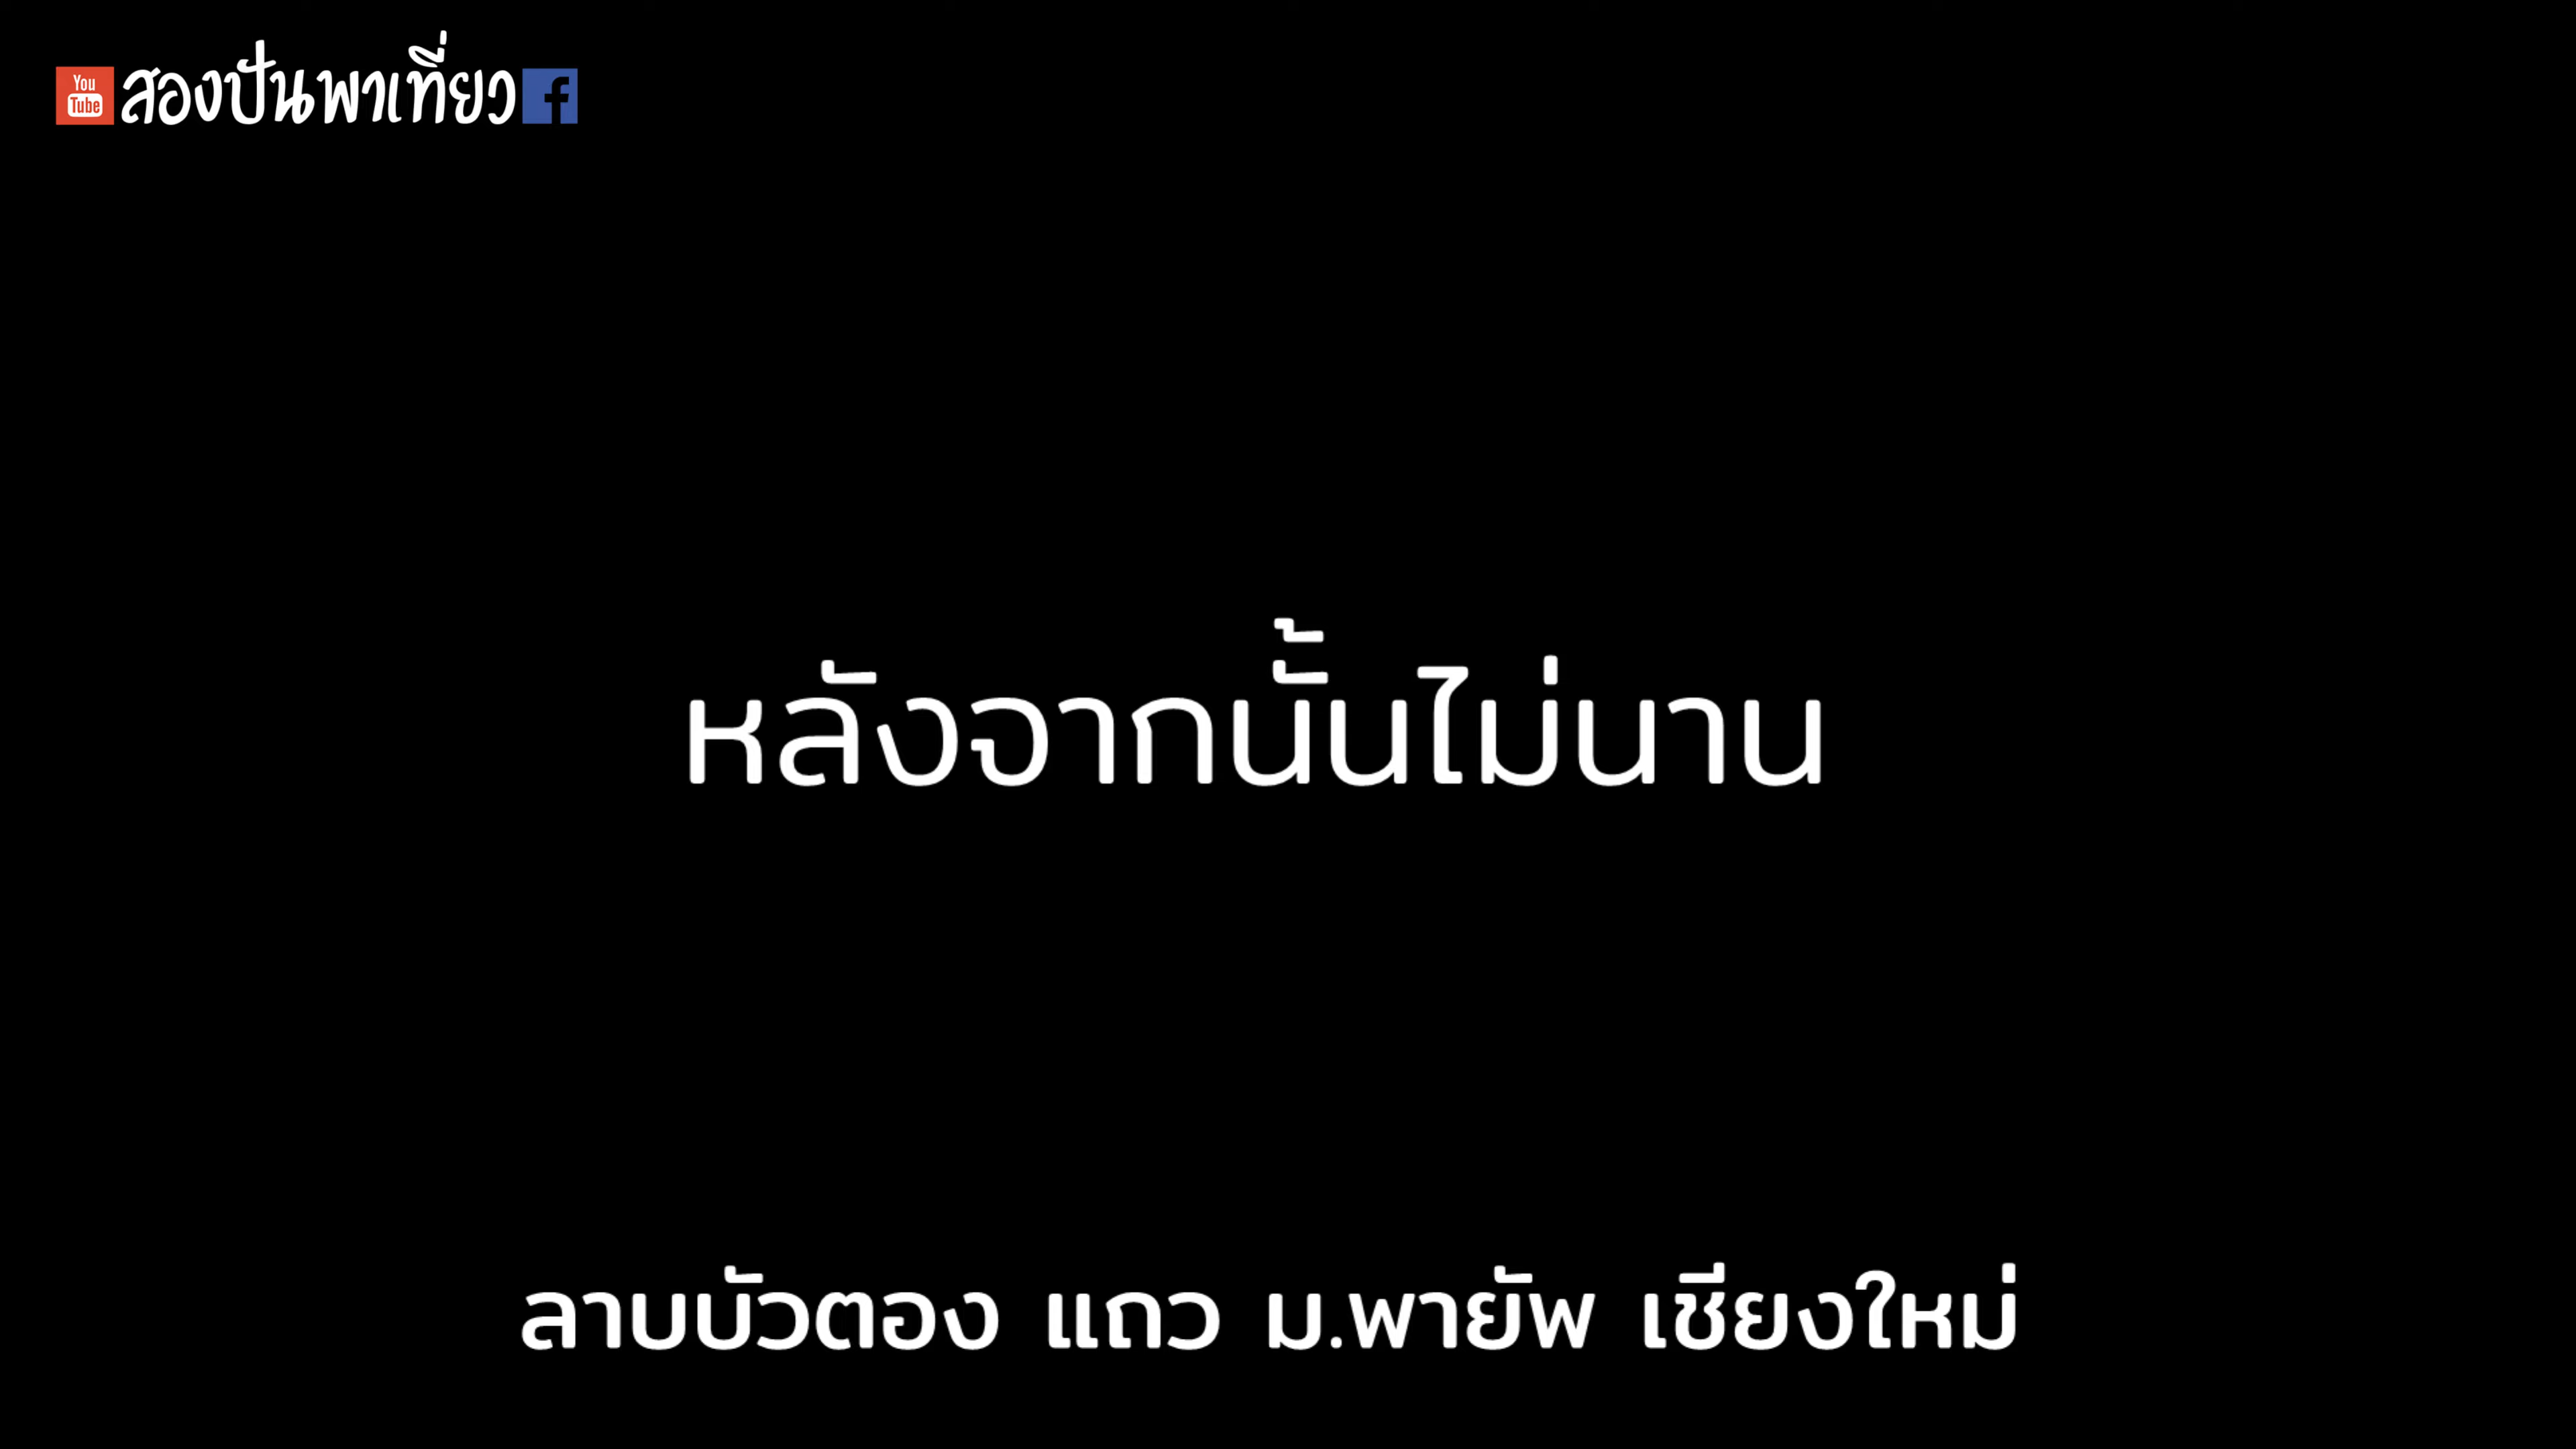 You Tube สองปันพาเที่ยว f
หลังจากนั้นไม่นาน
ลาบบัวตอง แถว ม.พายัพ เชียงใหม่